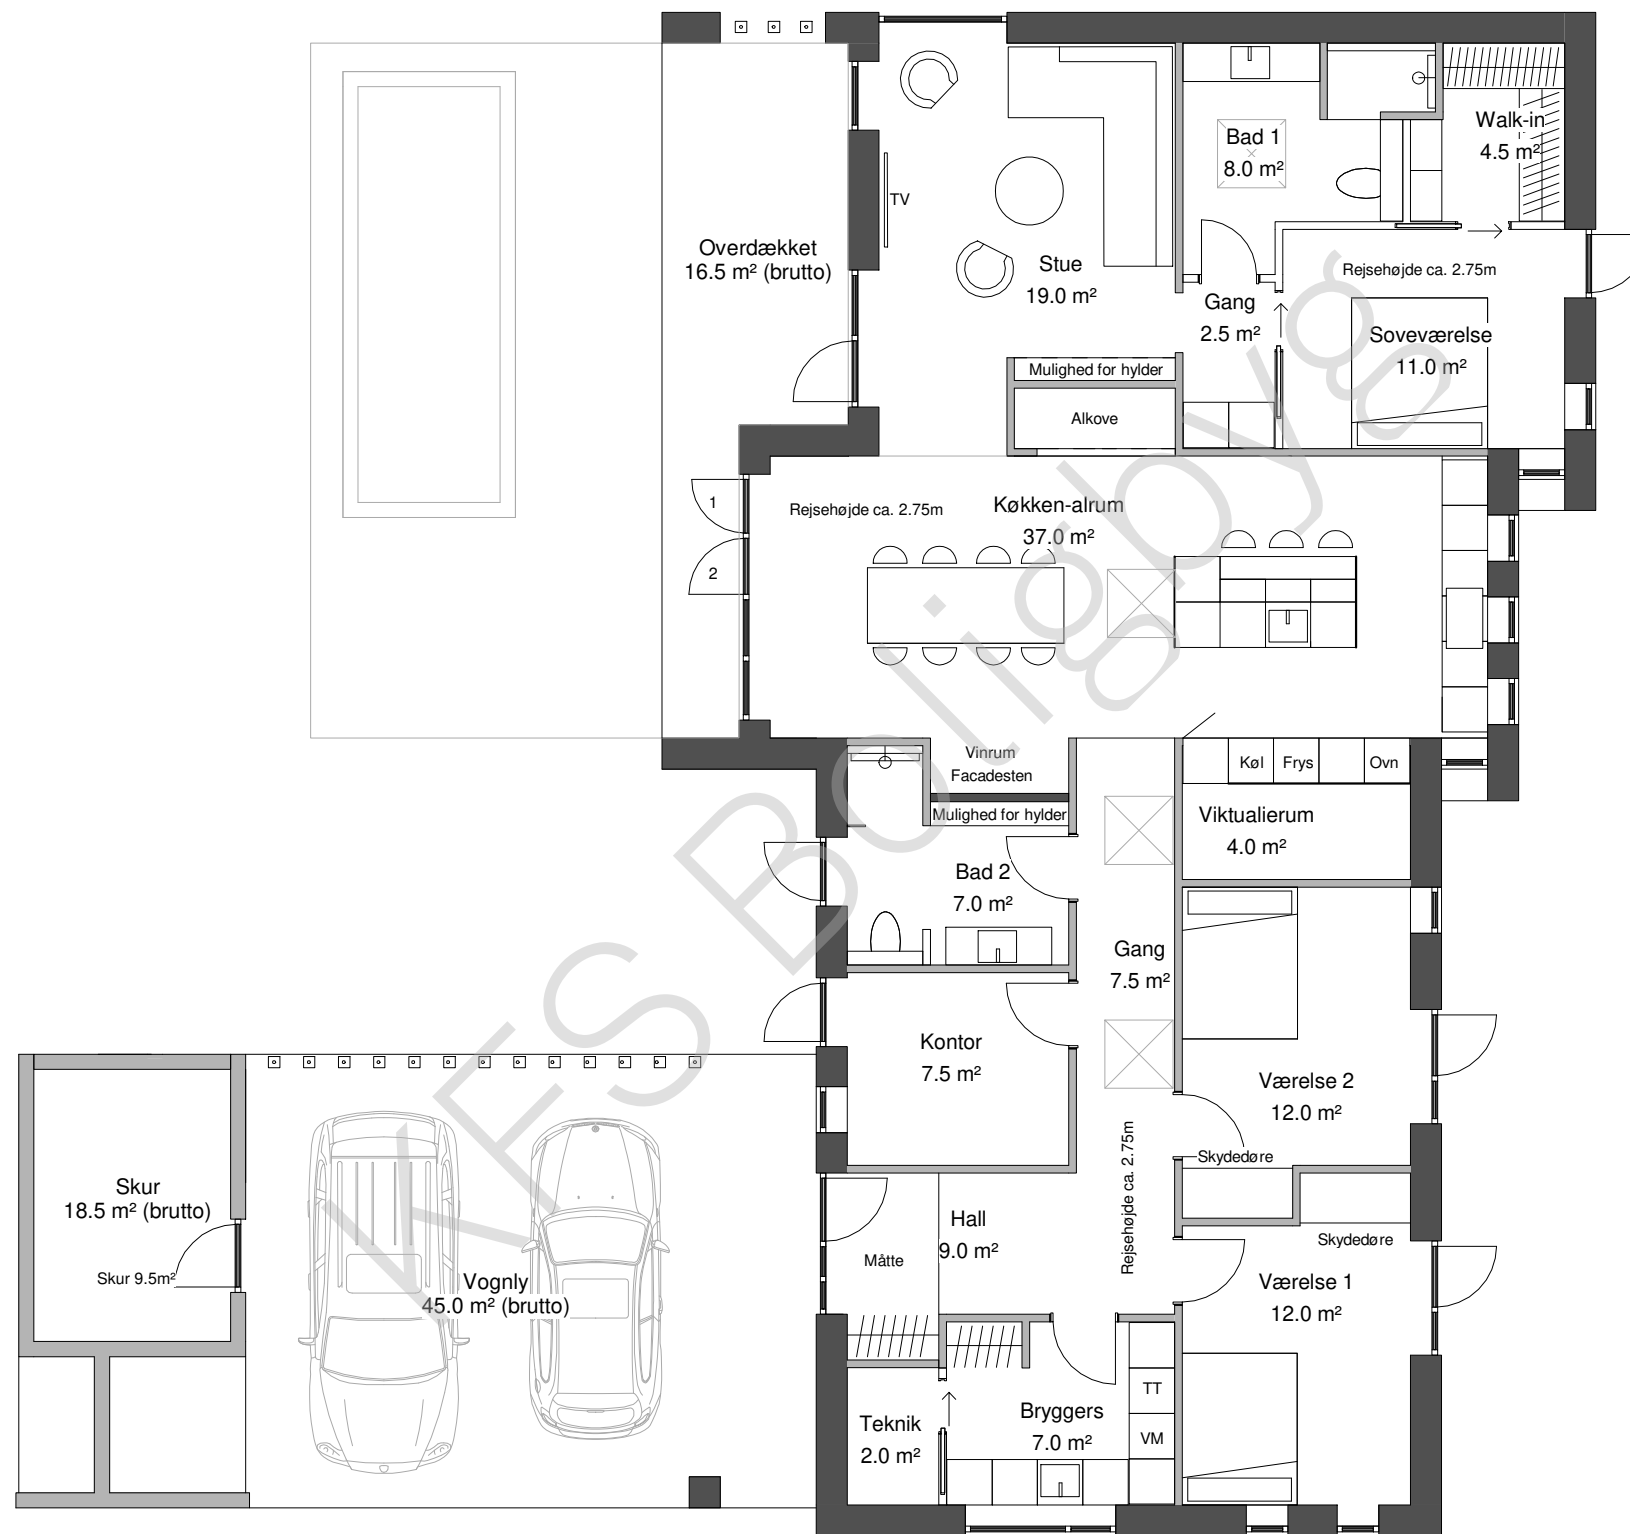 Bad 1
8.0 m²
Walk-in
4.5 m²
TV
Overdækket
16.5 m² (brutto)
Stue
19.0 m²
Rejsehøjde ca. 2.75m
Gang
2.5 m²
Soveværelse
11.0 m²
Mulighed for hylder
Alkove
1
2
Rejsehøjde ca. 2.75m
Køkken-alrum
37.0 m²
Vinrum
Facadesten
Mulighed for hylder
Køl
Frys
Ovn
Viktualierum
4.0 m²
Bad 2
7.0 m²
Gang
7.5 m²
Kontor
7.5 m²
Værelse 2
12.0 m²
Skydedøre
Rejsehøjde ca. 2.75m
Skur
18.5 m² (brutto)
Skur 9.5m²
Vognly
45.0 m² (brutto)
Hall
9.0 m²
Måtte
Skydedøre
Værelse 1
12.0 m²
Teknik
2.0 m²
Bryggers
7.0 m²
TT
VM
KFS Boligbyg